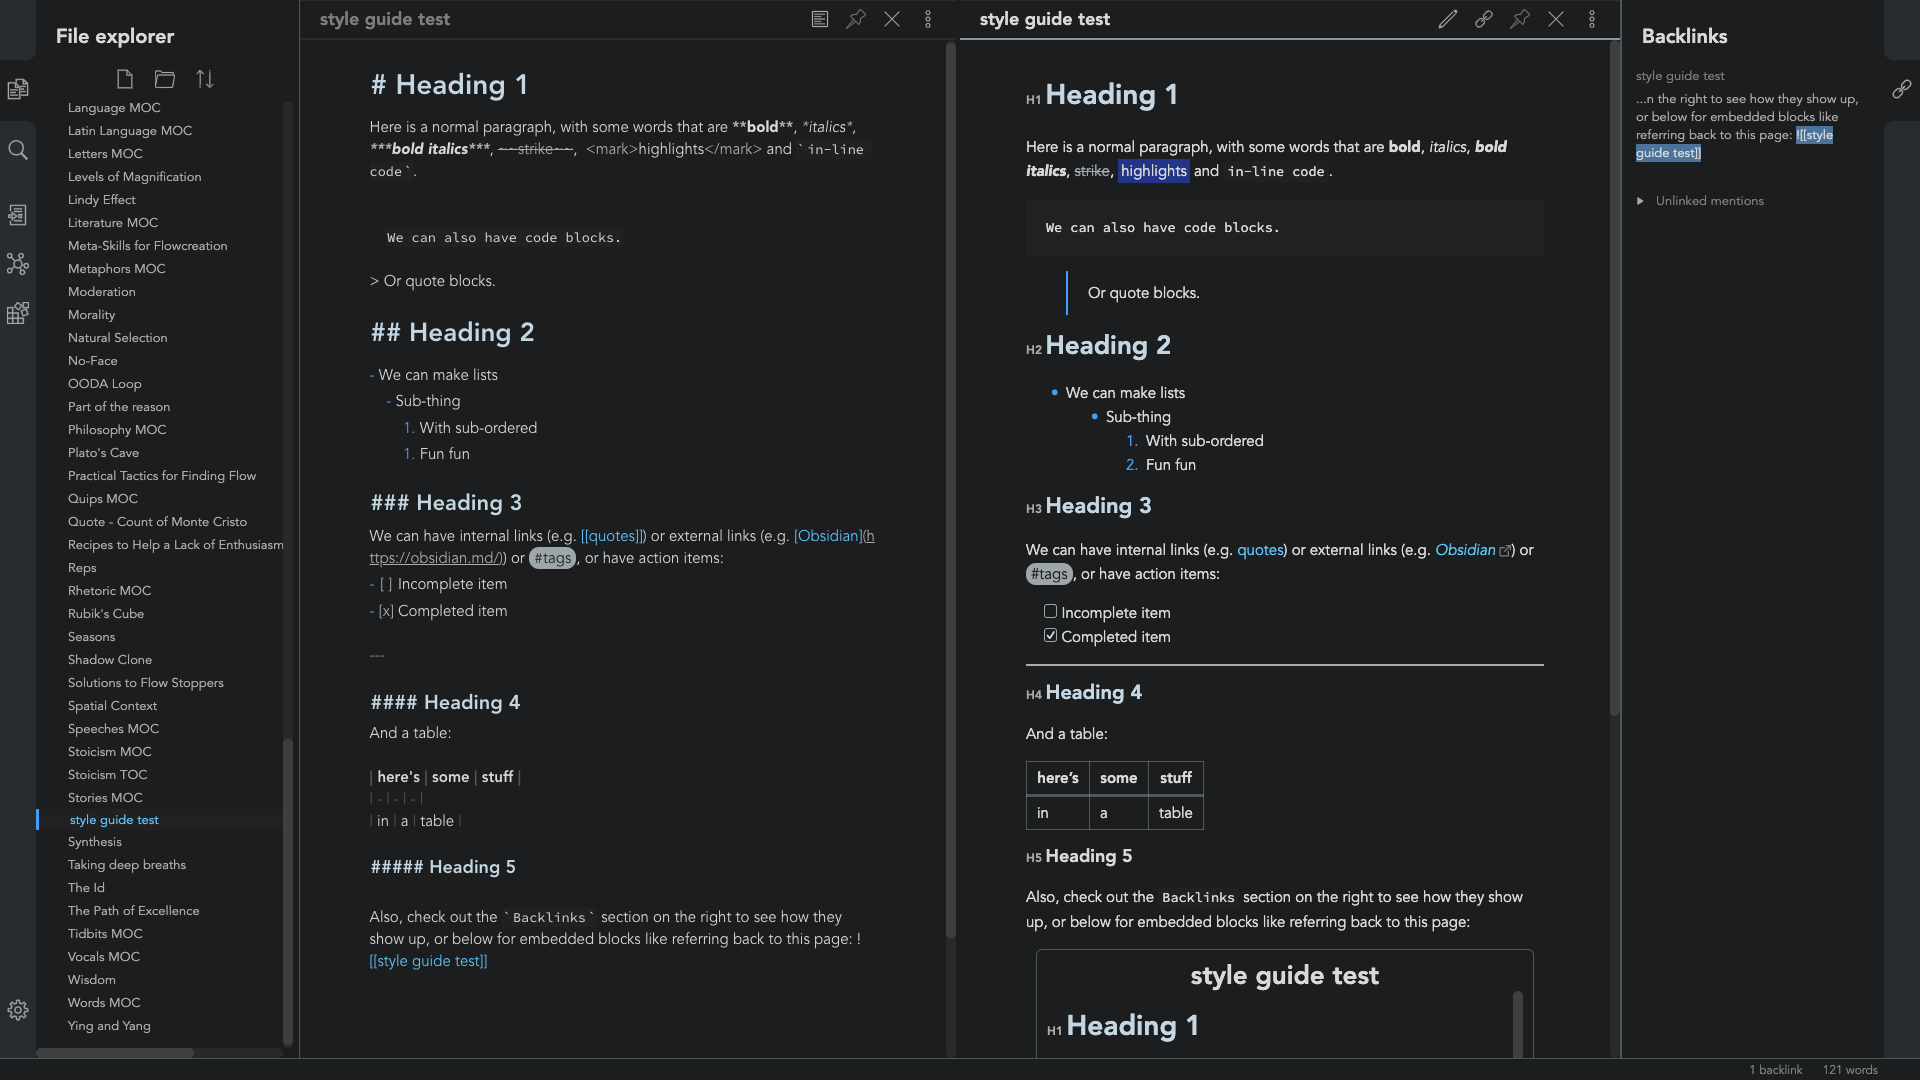 File explorer
Language MOC
Latin Language MOC
Letters MOC
Levels of Magnification
Lindy Effect
Literature MOC
Meta-Skills for Flowcreation
Metaphors MOC
Moderation
Morality
Natural Selection
No-Face
OODA Loop
Part of the reason
Philosophy MOC
Plato's Cave
Practical Tactics for Finding Flow
Quips MOC
Quote - Count of Monte Cristo
Recipes to Help a Lack of Enthusiasm
Reps
Rhetoric MOC
Rubik's Cube
Seasons
Shadow Clone
Solutions to Flow Stoppers
Spatial Context
Speeches MOC
Stoicism MOC
Stoicism TOC
Stories MOC
style guide test
Synthesis
Taking deep breaths
The Id
The Path of Excellence
Tidbits MOC
Vocals MOC
Wisdom
Words MOC
Ying and Yang
style guide test
# Heading 1
Here is a normal paragraph, with some words that are **bold**, *italics*,
***bold italics***, ~~strike~~, <mark>highlights</mark> and `in-line
code`.
We can also have code blocks.
> Or quote blocks.
## Heading 2
- We can make lists
- Sub-thing
1. With sub-ordered
1. Fun fun
### Heading 3
We can have internal links (e.g. [[quotes]]) or external links (e.g. [Obsidian](h
ttps://obsidian.md/)) or #tags, or have action items:
- [ ] Incomplete item
- [x] Completed item
---
#### Heading 4
And a table:
| here's | some | stuff |
| - | - | - |
| in | a | table |
##### Heading 5
Also, check out the `Backlinks` section on the right to see how they
show up, or below for embedded blocks like referring back to this page: !
[[style guide test]]
style guide test
H1 Heading 1
Here is a normal paragraph, with some words that are bold, italics, bold
italics, strike, highlights and in-line code.
We can also have code blocks.
Or quote blocks.
H2 Heading 2
• We can make lists
• Sub-thing
1. With sub-ordered
2. Fun fun
H3 Heading 3
We can have internal links (e.g. quotes) or external links (e.g. Obsidian) or
#tags, or have action items:
Incomplete item
Completed item
H4 Heading 4
And a table:
here's some stuff
in a table
H5 Heading 5
Also, check out the Backlinks section on the right to see how they show
up, or below for embedded blocks like referring back to this page:
style guide test
H1 Heading 1
Backlinks
style guide test
...n the right to see how they show up,
or below for embedded blocks like
referring back to this page: ![[style
guide test]]
Unlinked mentions
1 backlink 121 words